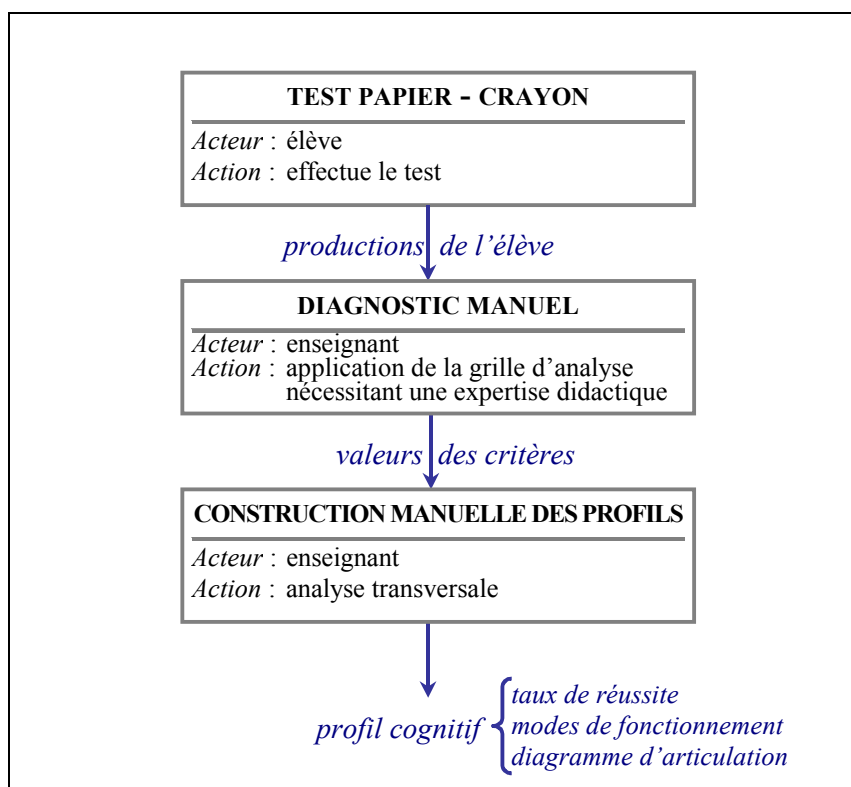 TEST PAPIER - CRAYON
Acteur : élève
Action : effectue le test
productions de l’élève
DIAGNOSTIC MANUEL
Acteur : enseignant
Action : application de la grille d’analyse
nécessitant une expertise didactique
valeurs des critères
CONSTRUCTION MANUELLE DES PROFILS
Acteur : enseignant
Action : analyse transversale
taux de réussite
profil cognitif modes de fonctionnement
diagramme d’articulation